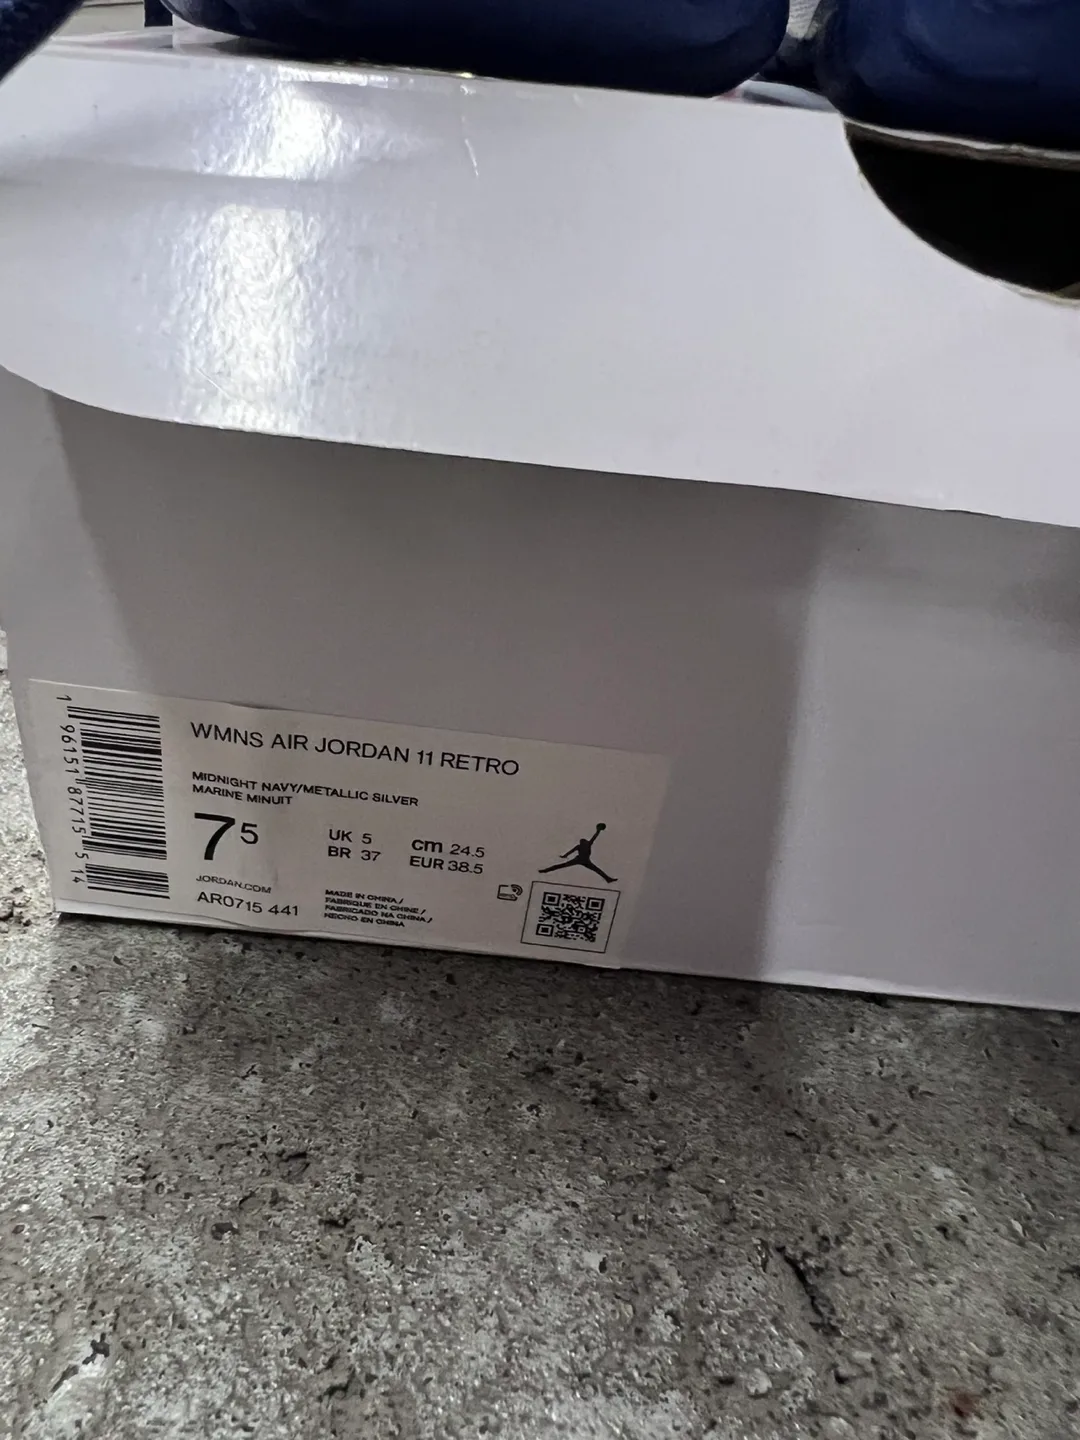 WMNS AIR JORDAN 11 RETRO
MIDNIGHT NAVY/METALLIC SILVER
MARINE MINUIT
7 5
UK 5
BR 37
cm 24.5
EUR 38.5
JORDAN.COM
AR0715 441
MADE IN CHINA/
FABRIQUE EN CHINE/
FABRICADO NA CHINA/
HECHO EN CHINA
1 96151 87715 5 14